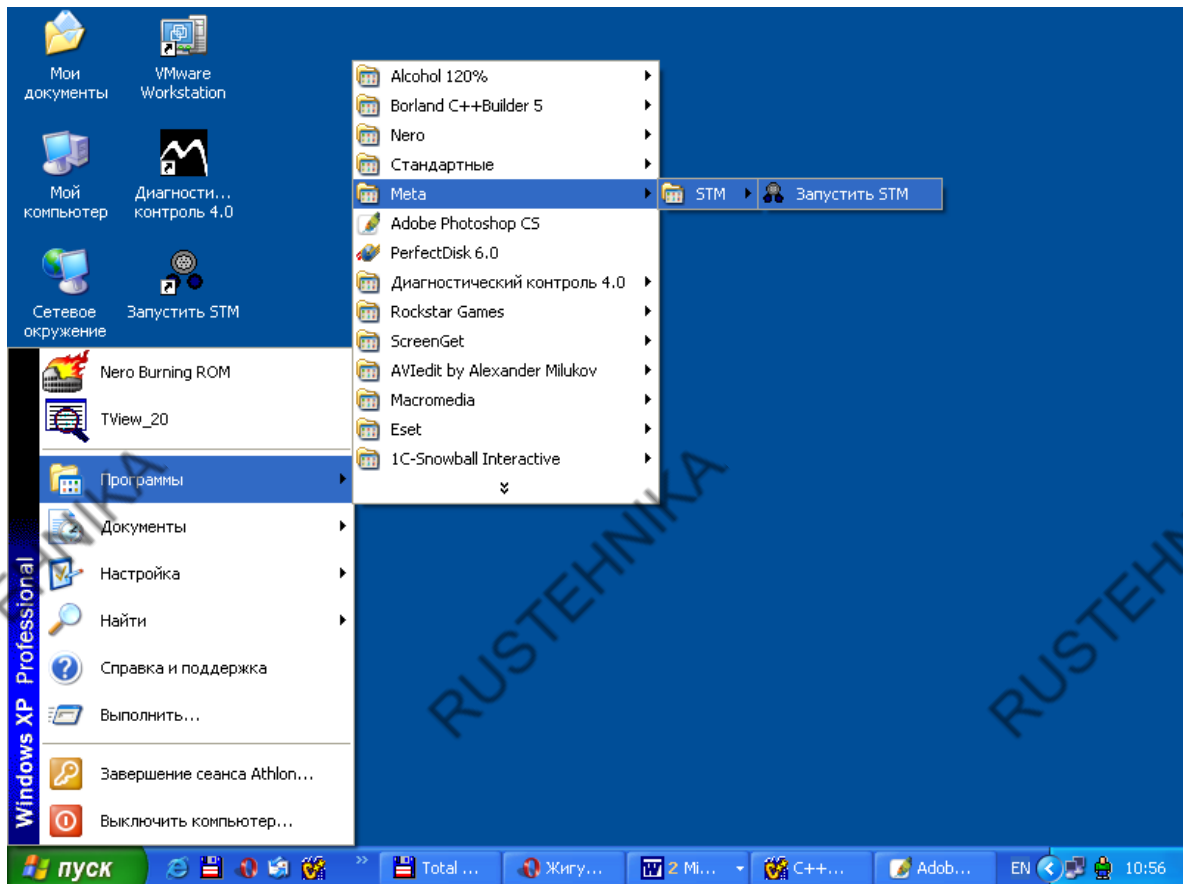 Мои
документы
VMware
Workstation
Мой
компьютер
Диагности...
контроль 4.0
Сетевое
окружение
Запустить STM
Alcohol 120%
Borland C++Builder 5
Nero
Стандартные
Meta
Adobe Photoshop CS
PerfectDisk 6.0
Диагностический контроль 4.0
Rockstar Games
ScreenGet
AVIedit by Alexander Milukov
Macromedia
Eset
1C-Snowball Interactive
STM
Запустить STM
Nero Burning ROM
TView_20
Программы
Документы
Настройка
Найти
Справка и поддержка
Выполнить...
Завершение сеанса Athlon...
Выключить компьютер...
Windows XP Professional
RUSTEHNIKA
пуск
Total ...
Жигу...
2 Mi...
C++...
Adob...
EN
10:56